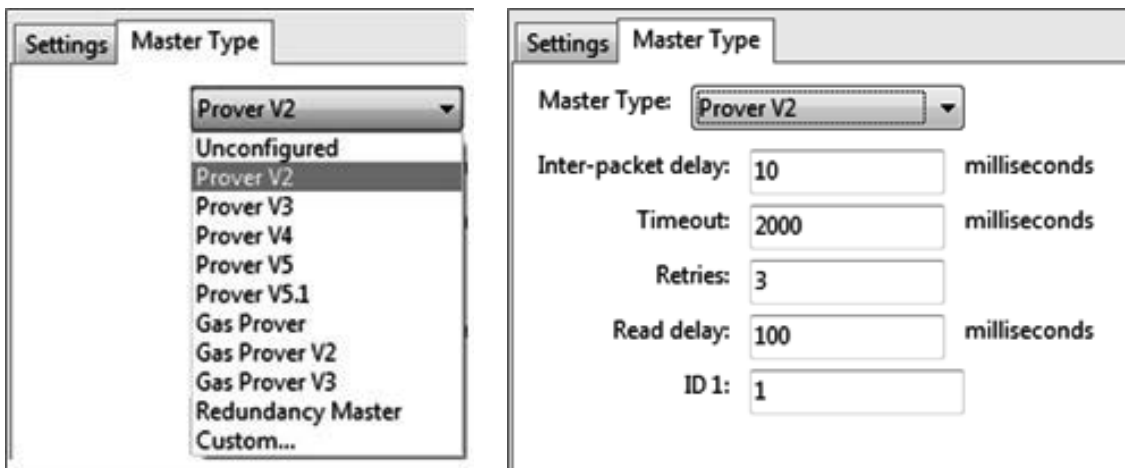 Settings Master Type
Prover V2
Unconfigured
Prover V2
Prover V3
Prover V4
Prover V5
Prover V5.1
Gas Prover
Gas Prover V2
Gas Prover V3
Redundancy Master
Custom...
Settings Master Type
Master Type: Prover V2
Inter-packet delay: 10 milliseconds
Timeout: 2000 milliseconds
Retries: 3
Read delay: 100 milliseconds
ID 1: 1